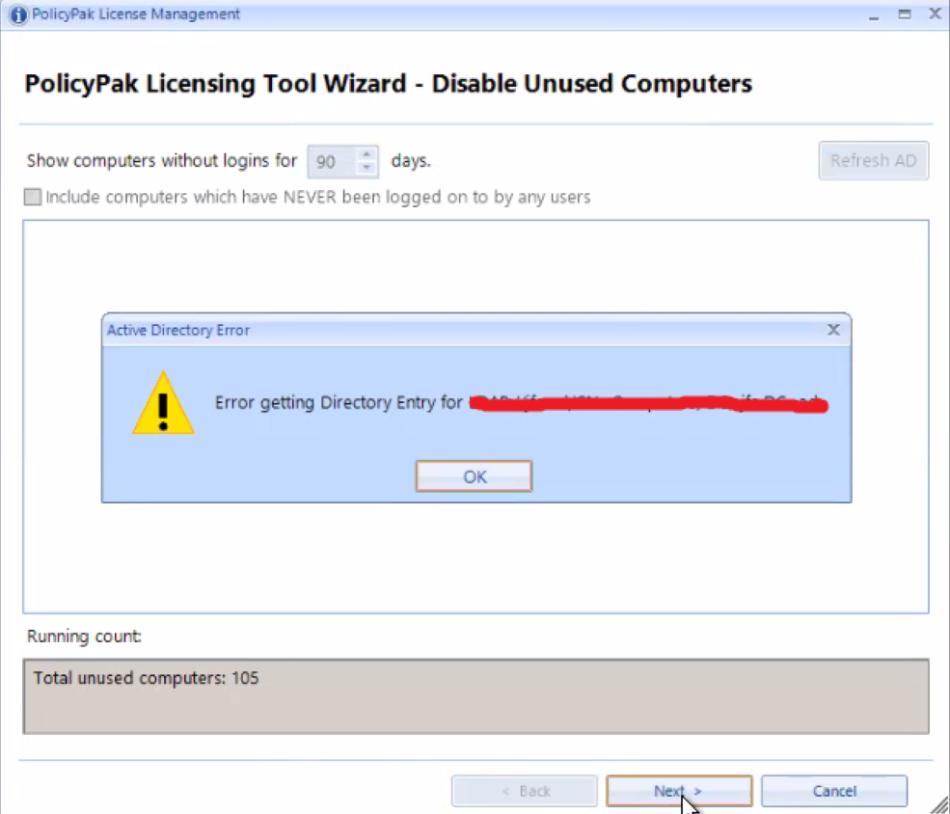 PolicyPak License Management
PolicyPak Licensing Tool Wizard - Disable Unused Computers
Show computers without logins for 90 days.
Refresh AD
Include computers which have NEVER been logged on to by any users
Active Directory Error
Error getting Directory Entry for
OK
Running count:
Total unused computers: 105
< Back
Next >
Cancel